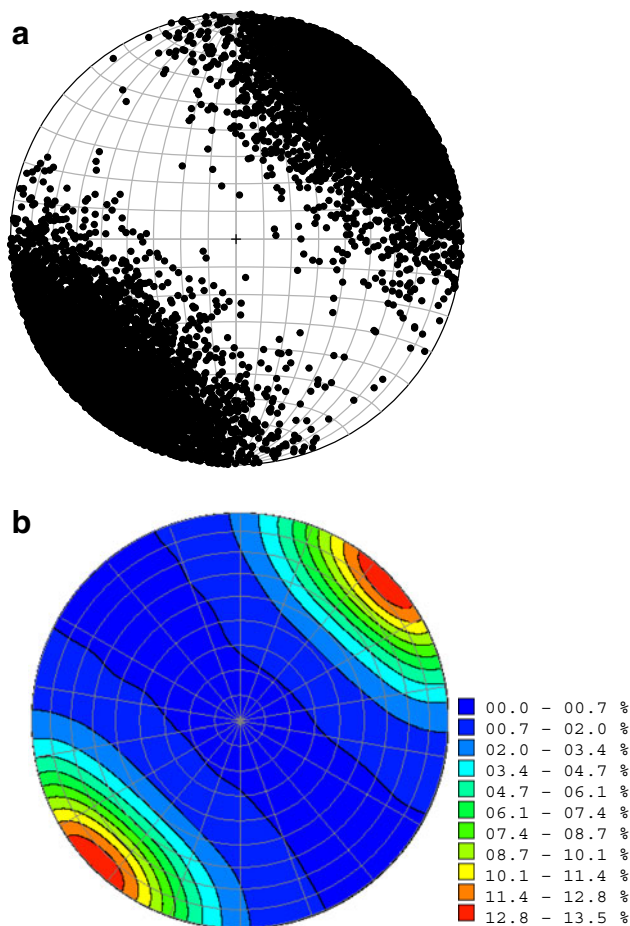 a
b
00.0 – 00.7 %
00.7 – 02.0 %
02.0 – 03.4 %
03.4 – 04.7 %
04.7 – 06.1 %
06.1 – 07.4 %
07.4 – 08.7 %
08.7 – 10.1 %
10.1 – 11.4 %
11.4 – 12.8 %
12.8 – 13.5 %